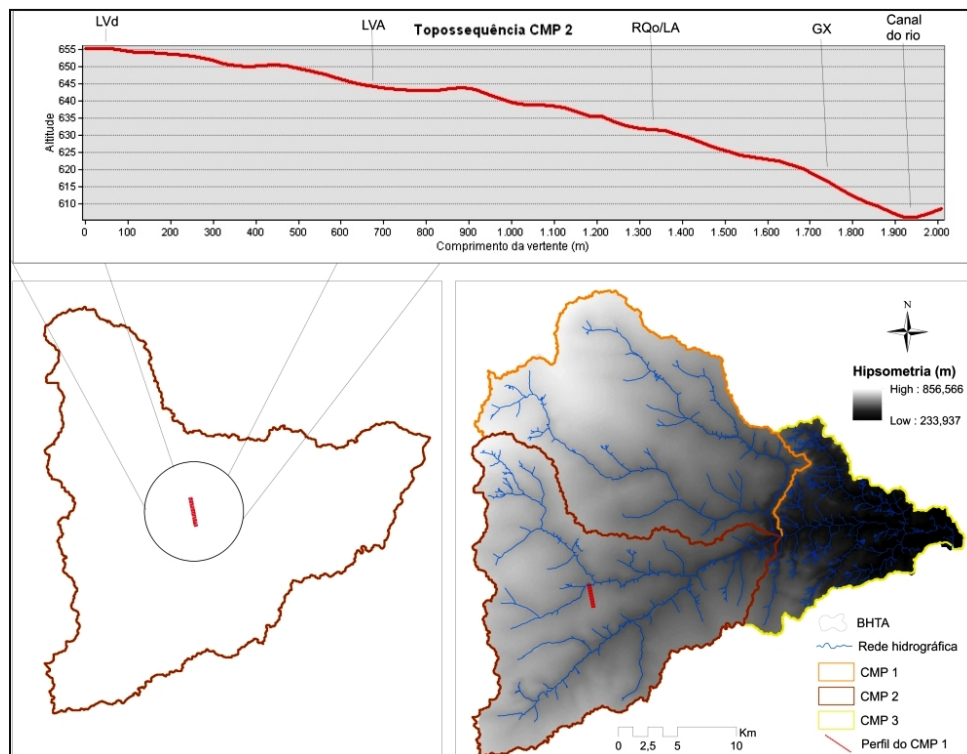 LVd
LVA
Topossequência CMP 2
RQo/LA
GX
Canal
do rio
655
650
645
640
635
630
625
620
615
610
Altitude
0 100 200 300 400 500 600 700 800 900 1.000 1.100 1.200 1.300 1.400 1.500 1.600 1.700 1.800 1.900 2.000
Comprimento da vertente (m)
N
Hipsometria (m)
High : 856,566
Low : 233,937
BHTA
Rede hidrográfica
CMP 1
CMP 2
CMP 3
Perfil do CMP 1
Km
0 2,5 5 10